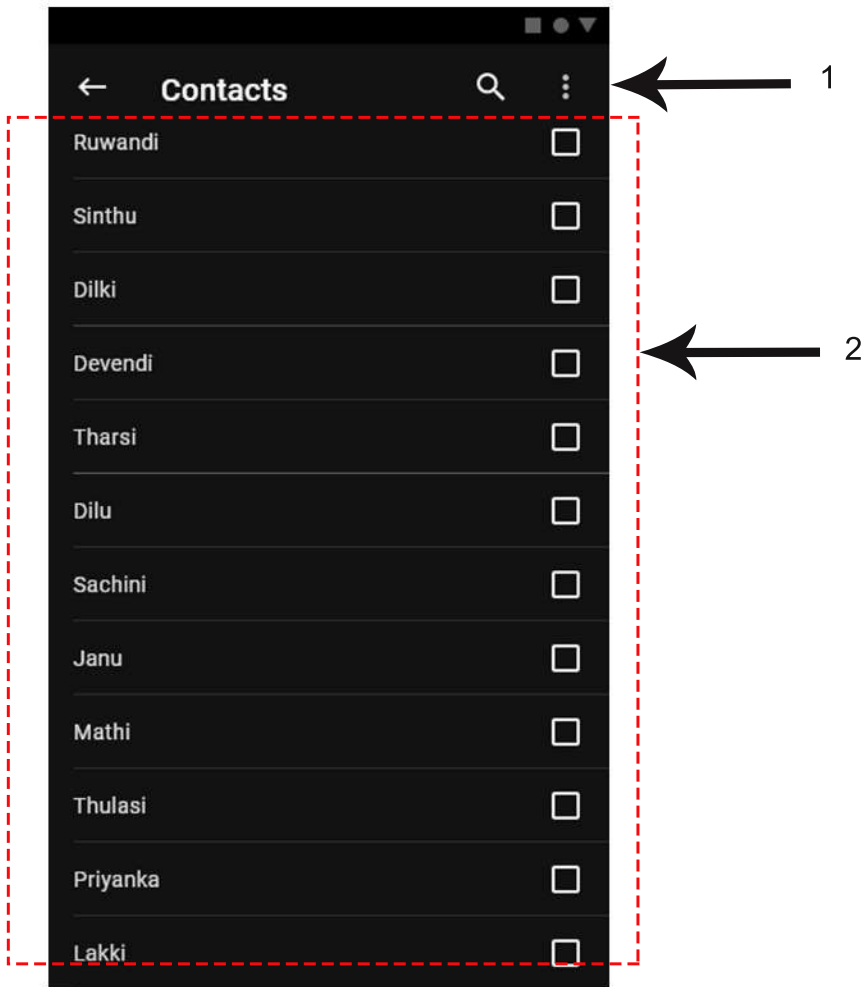 Contacts
1
Ruwandi
Sinthu
Dilki
Devendi
2
Tharsi
Dilu
Sachini
Janu
Mathi
Thulasi
Priyanka
Lakki